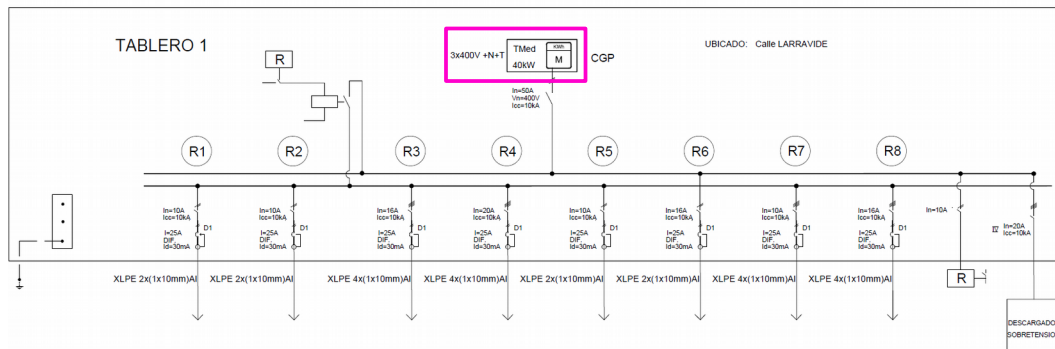 TABLERO 1
UBICADO: Calle LARRAVIDE
3x400V +N+T
TMed
40kW
KWh
M
CGP
R
In=50A
Vn=400V
Icc=10kA
R1
R2
R3
R4
R5
R6
R7
R8
In=10A
Icc=10kA
D1
I=25A
DIF.
Id=30mA
In=10A
Icc=10kA
D1
I=25A
DIF.
Id=30mA
In=16A
Icc=10kA
D1
I=25A
DIF.
Id=30mA
In=20A
Icc=10kA
D1
I=25A
DIF.
Id=30mA
In=10A
Icc=10kA
D1
I=25A
DIF.
Id=30mA
In=16A
Icc=10kA
D1
I=25A
DIF.
Id=30mA
In=10A
Icc=10kA
D1
I=25A
DIF.
Id=30mA
In=16A
Icc=10kA
D1
I=25A
DIF.
Id=30mA
In=10A
In=20A
Icc=10kA
XLPE 2x(1x10mm)Al
XLPE 2x(1x10mm)Al
XLPE 4x(1x10mm)Al
XLPE 4x(1x10mm)Al
XLPE 2x(1x10mm)Al
XLPE 2x(1x10mm)Al
XLPE 4x(1x10mm)Al
XLPE 4x(1x10mm)Al
R
DESCARGADO
SOBRETENSIO